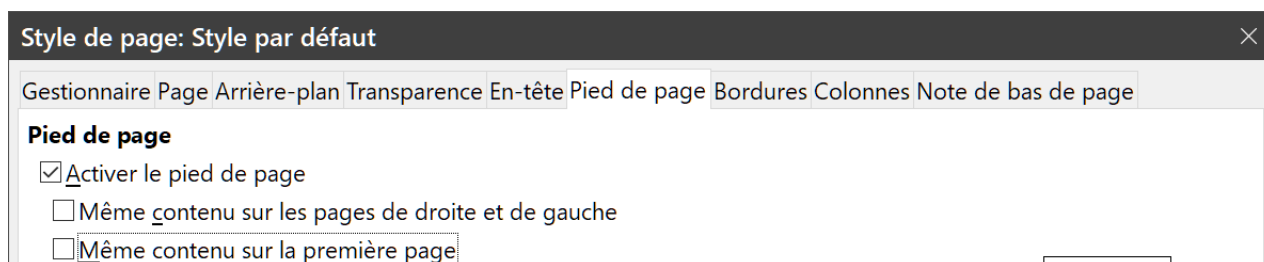 Style de page: Style par défaut
Gestionnaire Page Arrière-plan Transparence En-tête Pied de page Bordures Colonnes Note de bas de page
Pied de page
Activer le pied de page
Même contenu sur les pages de droite et de gauche
Même contenu sur la première page